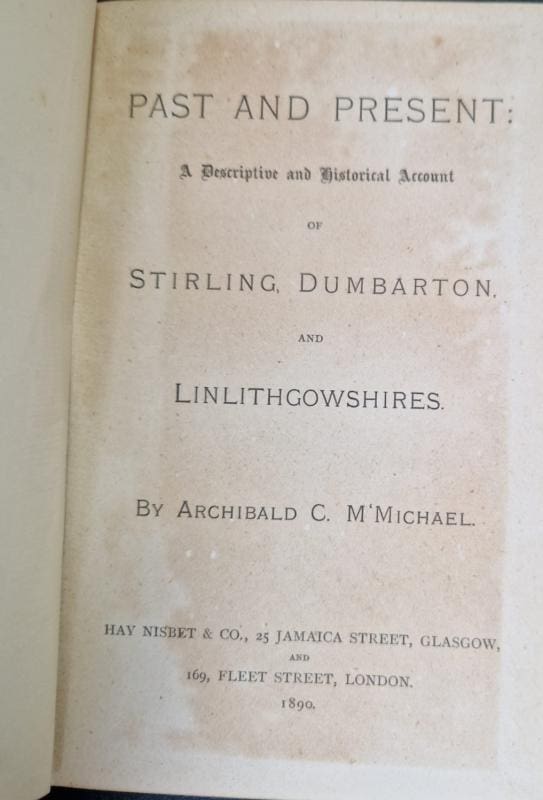 PAST AND PRESENT:
A Descriptive and Historical Account
OF
STIRLING, DUMBARTON,
AND
LINLITHGOWSHIRES.
BY ARCHIBALD C. M‘MICHAEL.
HAY NISBET & CO., 25 JAMAICA STREET, GLASGOW,
AND
169, FLEET STREET, LONDON.
1890.